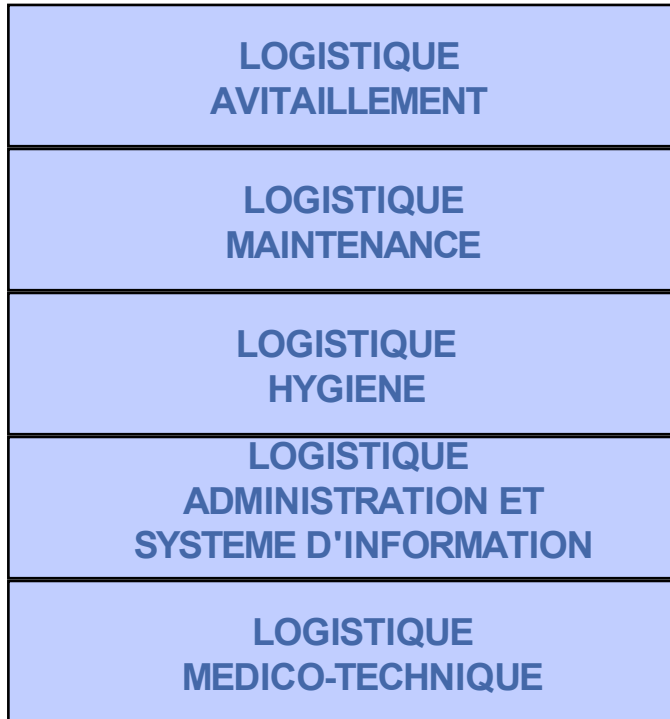 LOGISTIQUE
AVITAILLEMENT
LOGISTIQUE
MAINTENANCE
LOGISTIQUE
HYGIENE
LOGISTIQUE
ADMINISTRATION ET
SYSTEME D'INFORMATION
LOGISTIQUE
MEDICO-TECHNIQUE